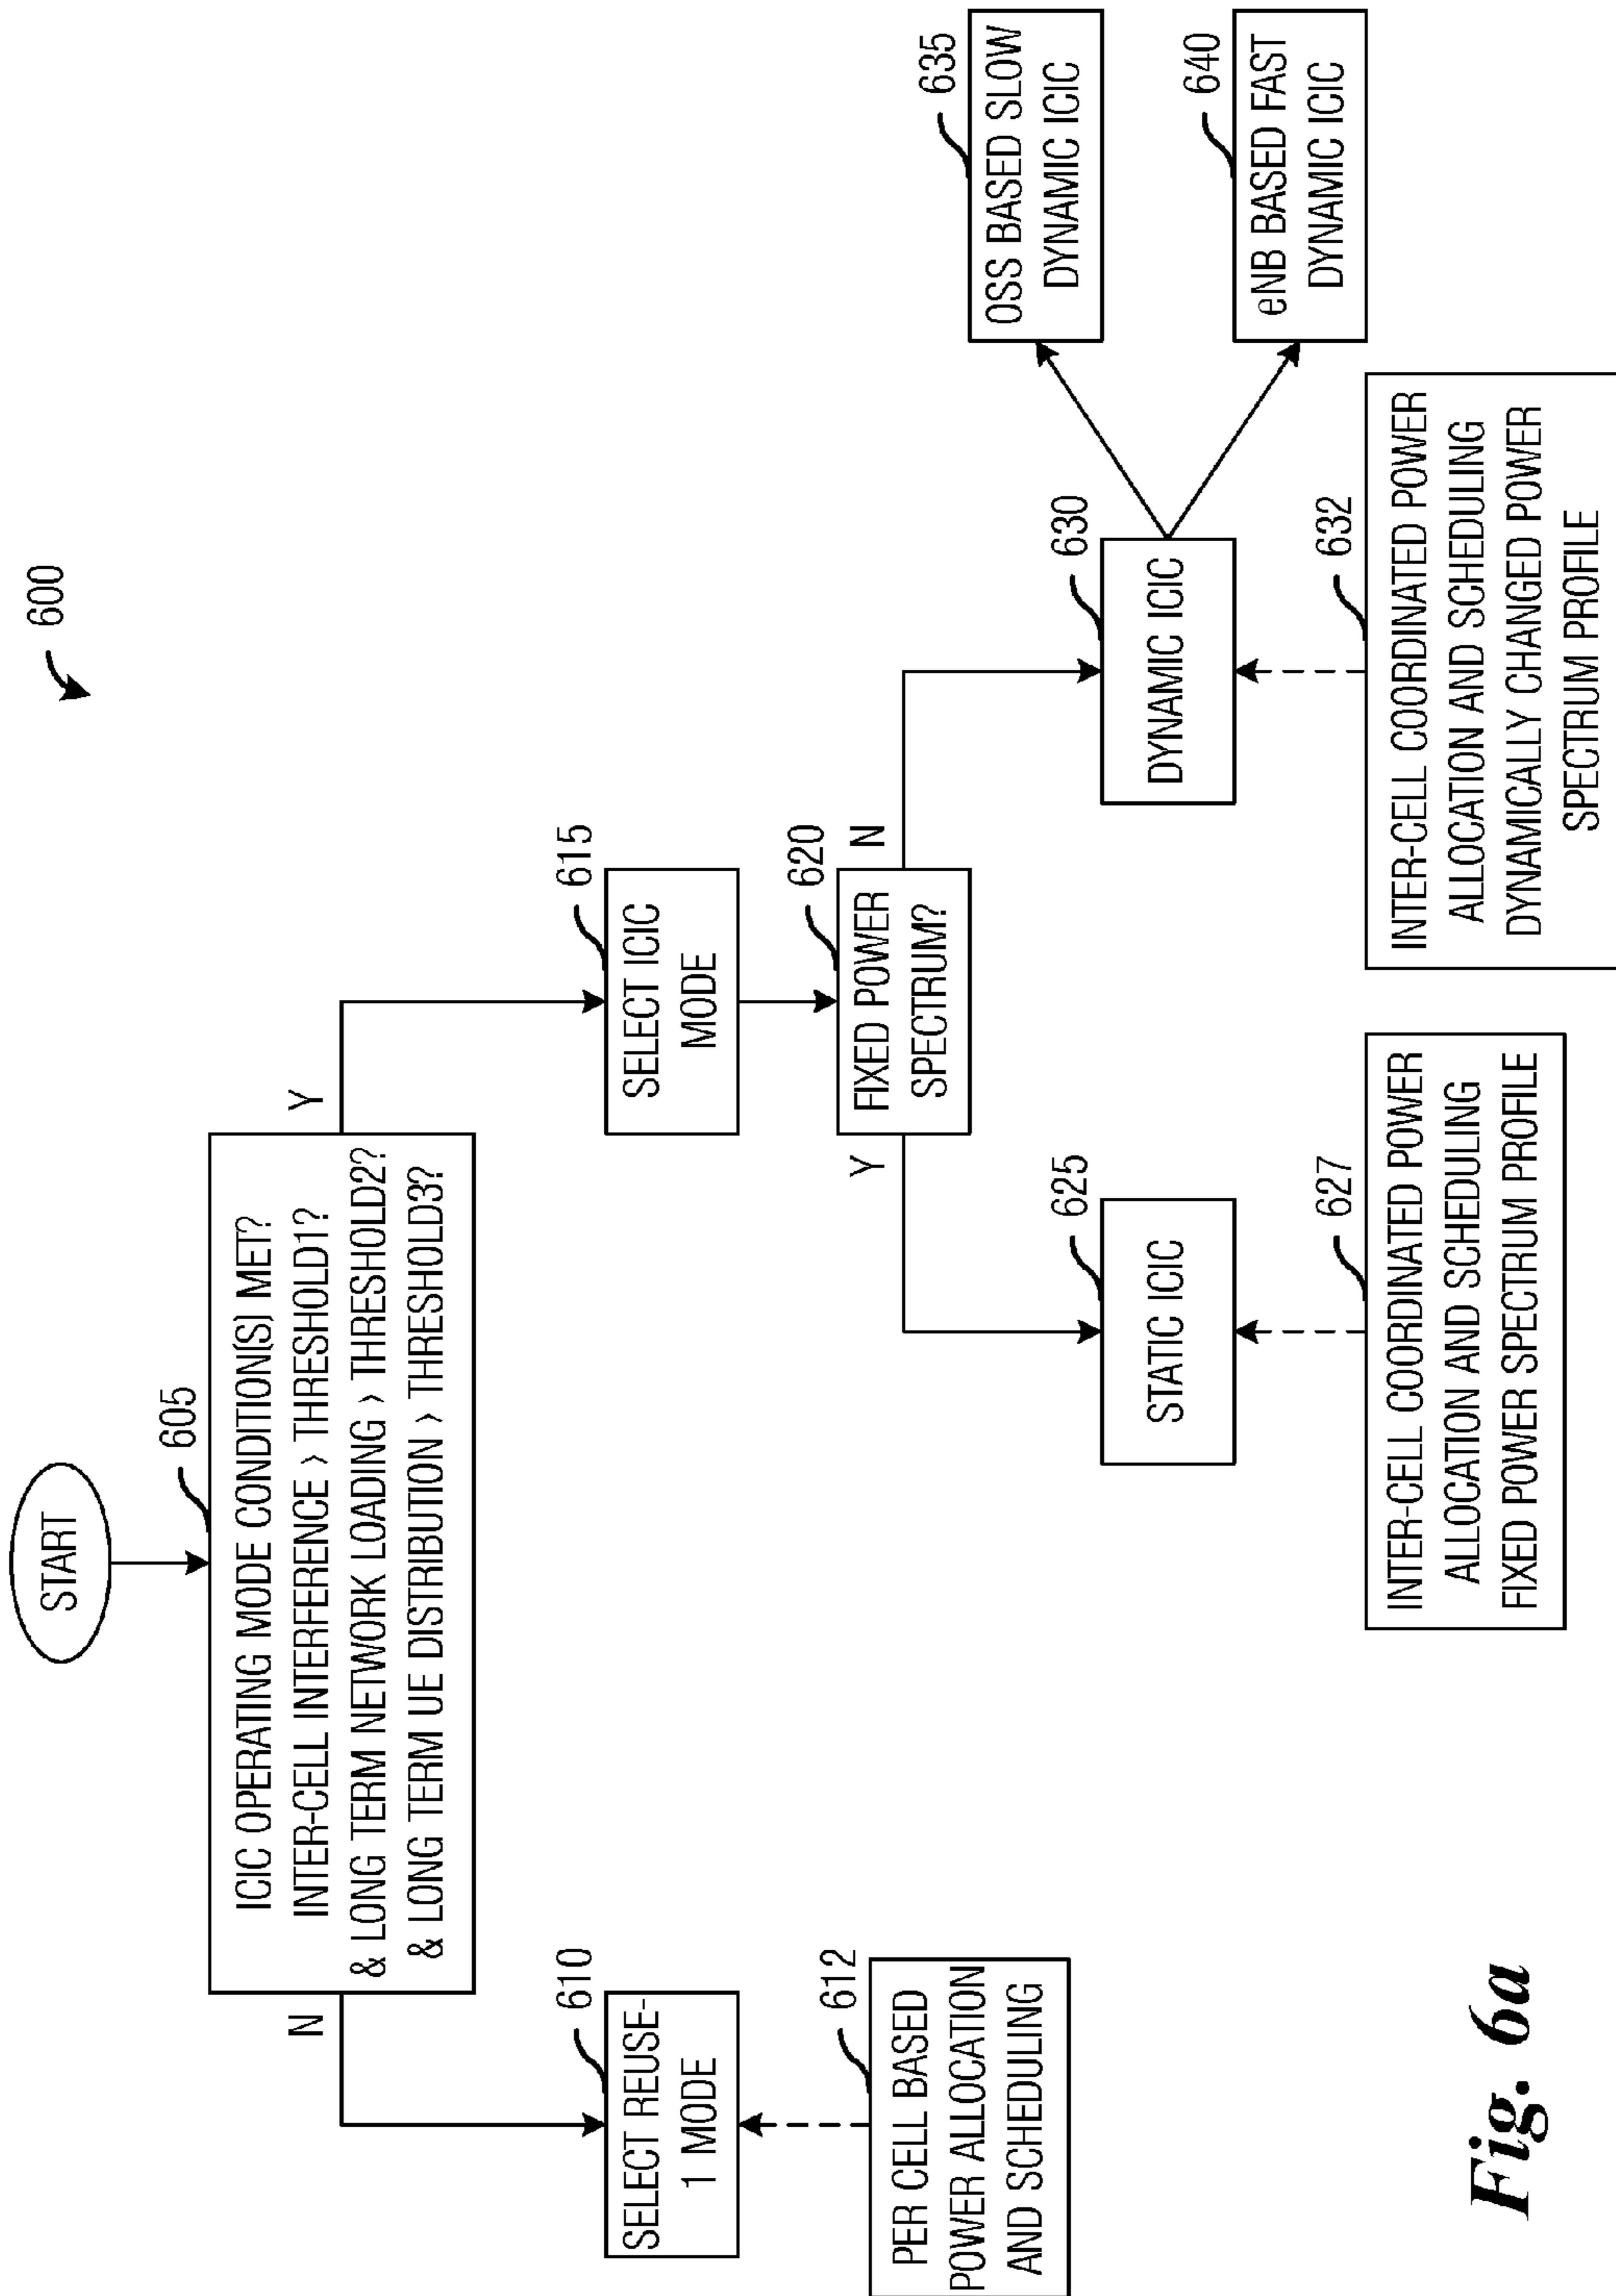 600
START
605
ICIC OPERATING MODE CONDITION(S) MET?
INTER-CELL INTERFERENCE > THRESHOLD1?
& LONG TERM NETWORK LOADING > THRESHOLD2?
& LONG TERM UE DISTRIBUTION > THRESHOLD3?
N
Y
610
SELECT REUSE-
1 MODE
612
PER CELL BASED
POWER ALLOCATION
AND SCHEDULING
615
SELECT ICIC
MODE
620
FIXED POWER
SPECTRUM?
Y
N
625
STATIC ICIC
627
INTER-CELL COORDINATED POWER
ALLOCATION AND SCHEDULING
FIXED POWER SPECTRUM PROFILE
630
DYNAMIC ICIC
632
INTER-CELL COORDINATED POWER
ALLOCATION AND SCHEDULING
DYNAMICALLY CHANGED POWER
SPECTRUM PROFILE
635
OSS BASED SLOW
DYNAMIC ICIC
640
eNB BASED FAST
DYNAMIC ICIC
Fig. 6a